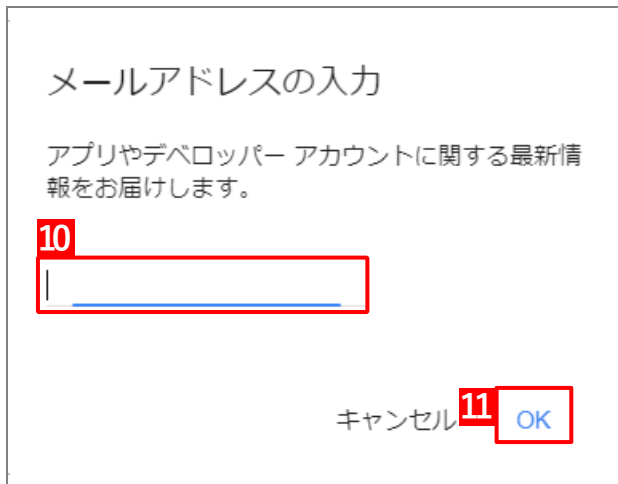 メールアドレスの入力
アプリやデベロッパー アカウントに関する最新情
報をお届けします。
10
キャンセル 11 OK